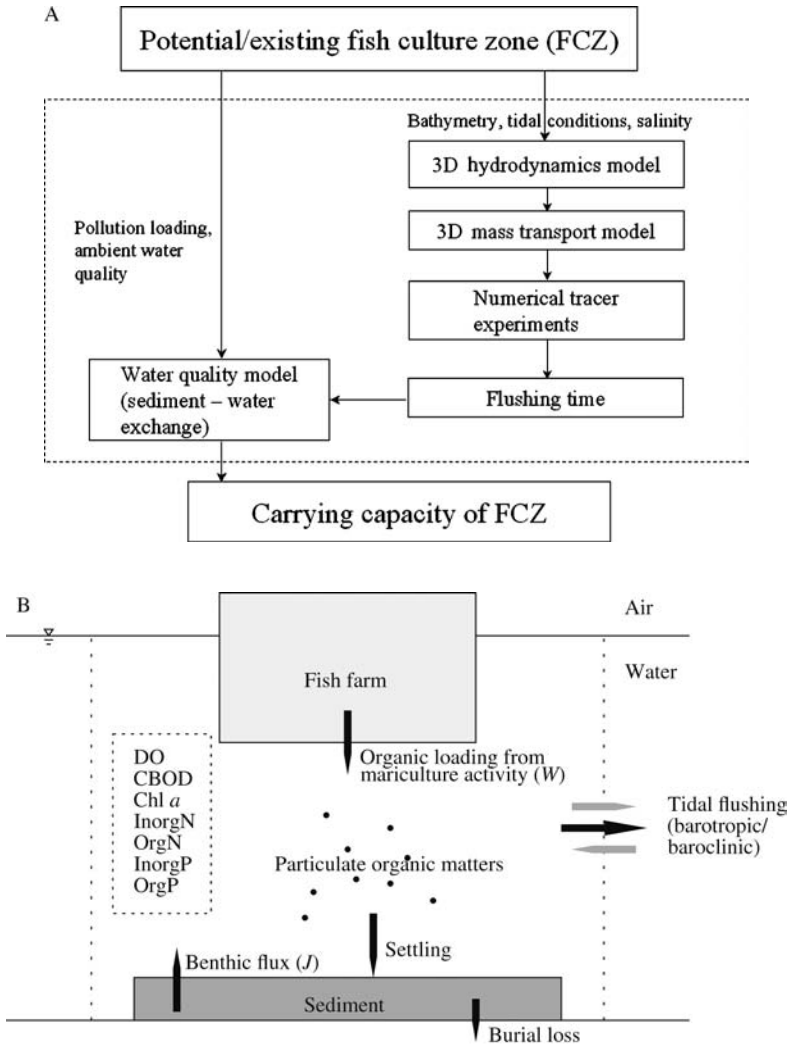 A
Potential/existing fish culture zone (FCZ)
Bathymetry, tidal conditions, salinity
3D hydrodynamics model
3D mass transport model
Pollution loading,
ambient water
quality
Numerical tracer
experiments
Water quality model
(sediment – water
exchange)
Flushing time
Carrying capacity of FCZ
B
Air
Water
Fish farm
DO
CBOD
Chl a
InorgN
OrgN
InorgP
OrgP
Organic loading from
mariculture activity (W)
Tidal flushing
(barotropic/
baroclinic)
Particulate organic matters
Settling
Benthic flux (J)
Sediment
Burial loss